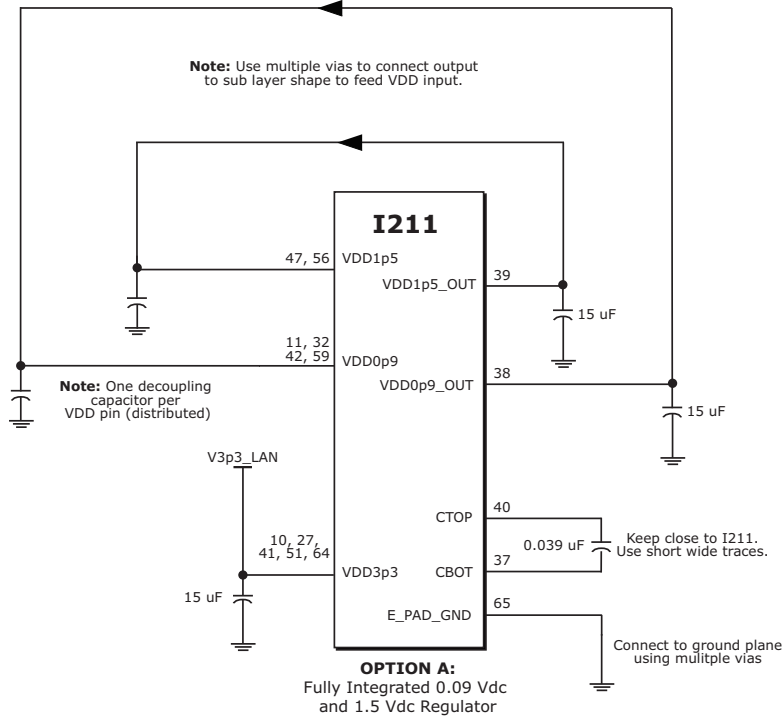 Note: Use multiple vias to connect output
to sub layer shape to feed VDD input.
I211
47, 56
VDD1p5
VDD1p5_OUT
39
15 uF
11, 32
42, 59
VDD0p9
VDD0p9_OUT
38
15 uF
Note: One decoupling
capacitor per
VDD pin (distributed)
V3p3_LAN
10, 27,
41, 51, 64
VDD3p3
15 uF
CTOP
40
0.039 uF
Keep close to I211.
Use short wide traces.
CBOT
37
E_PAD_GND
65
Connect to ground plane
using mulitple vias
OPTION A:
Fully Integrated 0.09 Vdc
and 1.5 Vdc Regulator